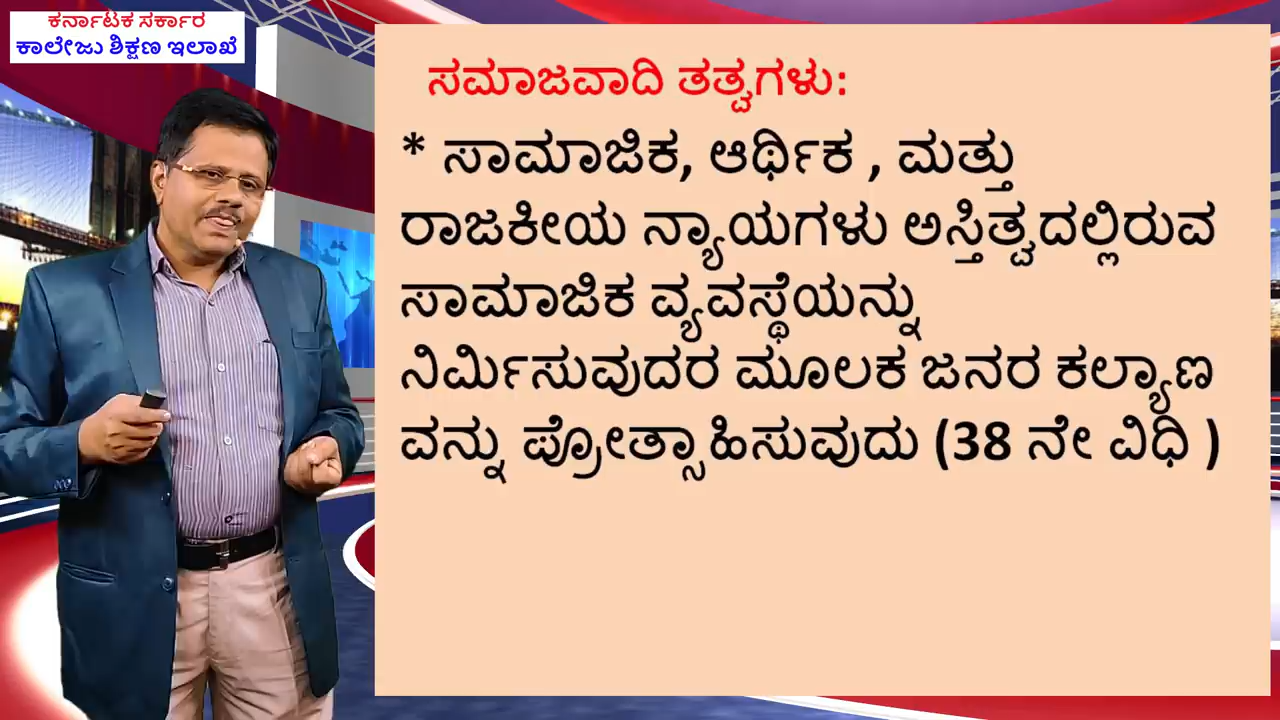 ಕರ್ನಾಟಕ ಸರ್ಕಾರ
ಕಾಲೇಜು ಶಿಕ್ಷಣ ಇಲಾಖೆ
ಸಮಾಜವಾದಿ ತತ್ವಗಳು:
* ಸಾಮಾಜಿಕ, ಆರ್ಥಿಕ , ಮತ್ತು
ರಾಜಕೀಯ ನ್ಯಾಯಗಳು ಅಸ್ತಿತ್ವದಲ್ಲಿರುವ
ಸಾಮಾಜಿಕ ವ್ಯವಸ್ಥೆಯನ್ನು
ನಿರ್ಮಿಸುವುದರ ಮೂಲಕ ಜನರ ಕಲ್ಯಾಣ
ವನ್ನು ಪ್ರೋತ್ಸಾಹಿಸುವುದು (38 ನೇ ವಿಧಿ )